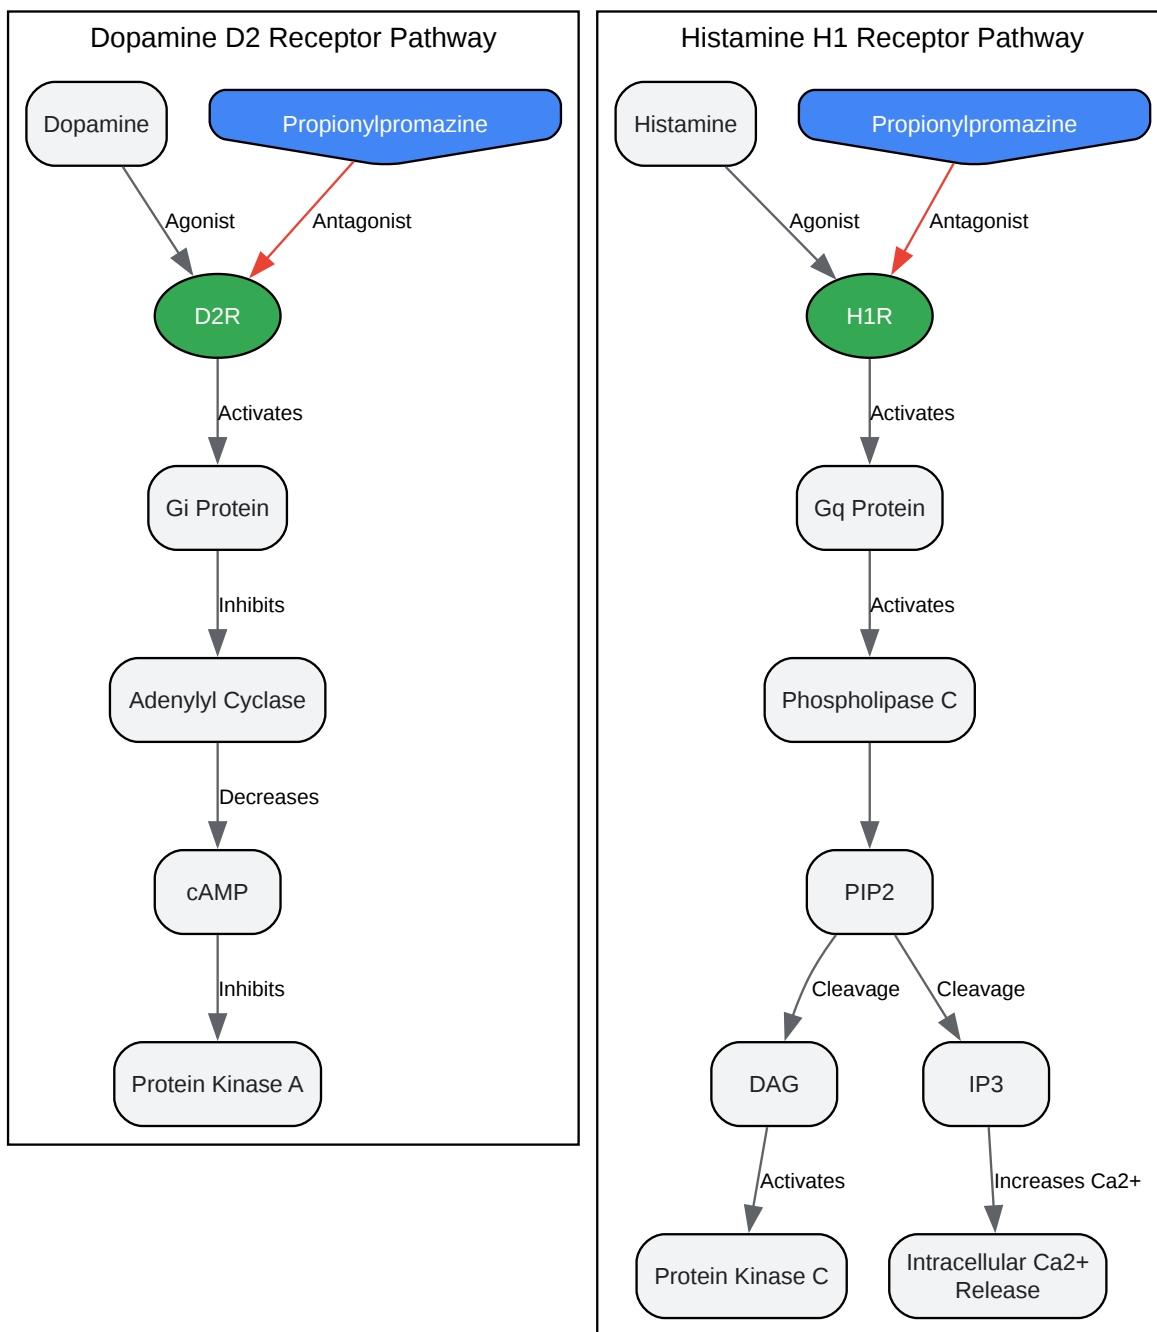 Dopamine D2 Receptor Pathway
Dopamine
Propionylpromazine
Agonist
Antagonist
D2R
Activates
Gi Protein
Inhibits
Adenylyl Cyclase
Decreases
cAMP
Inhibits
Protein Kinase A
Histamine H1 Receptor Pathway
Histamine
Propionylpromazine
Agonist
Antagonist
H1R
Activates
Gq Protein
Activates
Phospholipase C
PIP2
Cleavage
Cleavage
DAG
IP3
Activates
Increases Ca2+
Protein Kinase C
Intracellular Ca2+
Release